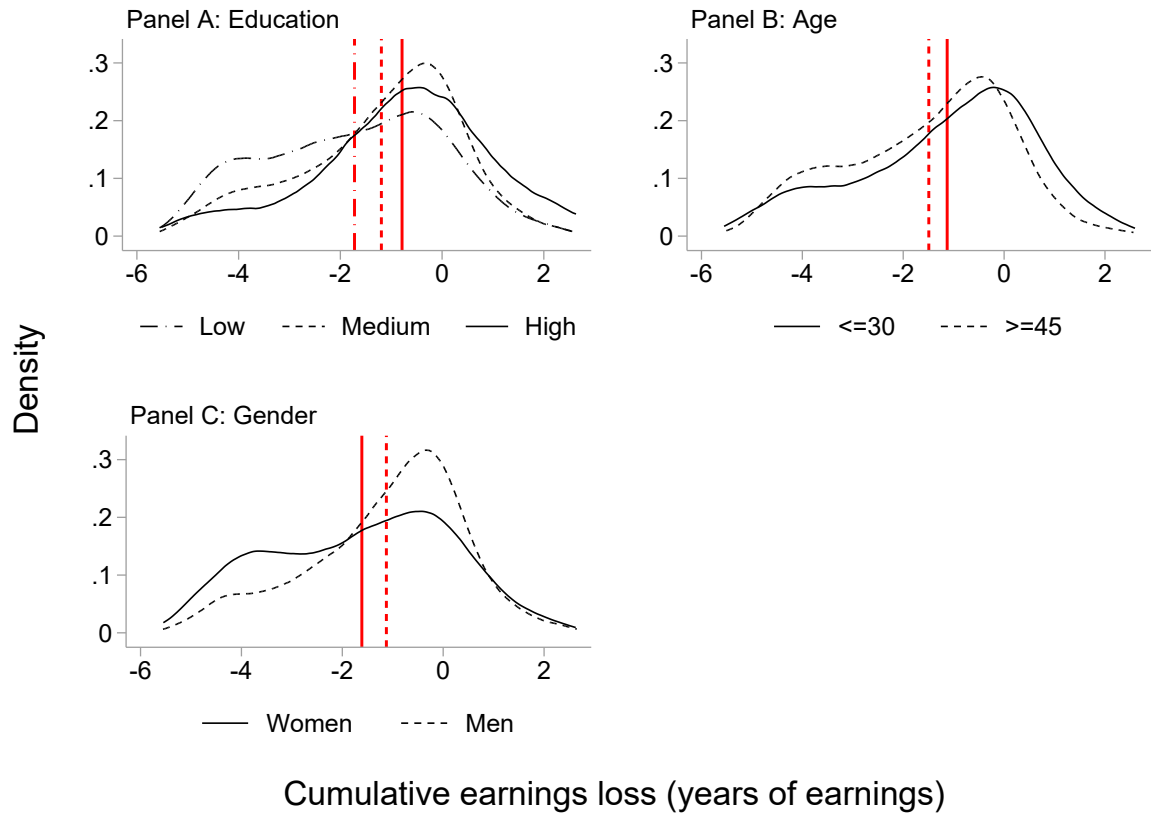 Panel A: Education
.3
.2
.1
0
-6 -4 -2 0 2
Low Medium High
Panel B: Age
.3
.2
.1
0
-6 -4 -2 0 2
<=30 >=45
Density
Panel C: Gender
.3
.2
.1
0
-6 -4 -2 0 2
Women Men
Cumulative earnings loss (years of earnings)